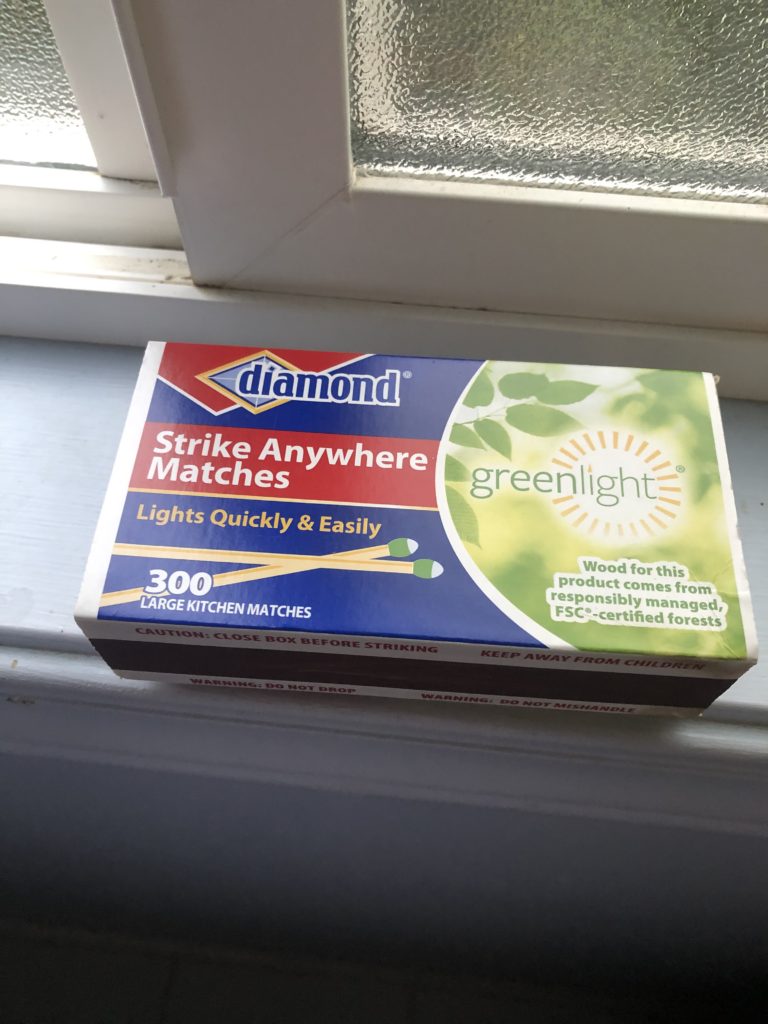 diamond®
Strike Anywhere
Matches
Lights Quickly & Easily
300
LARGE KITCHEN MATCHES
greenlight®
Wood for this
product comes from
responsibly managed,
FSC®-certified forests
CAUTION: CLOSE BOX BEFORE STRIKING
KEEP AWAY FROM CHILDREN
WARNING: DO NOT DROP
WARNING: DO NOT MISHANDLE